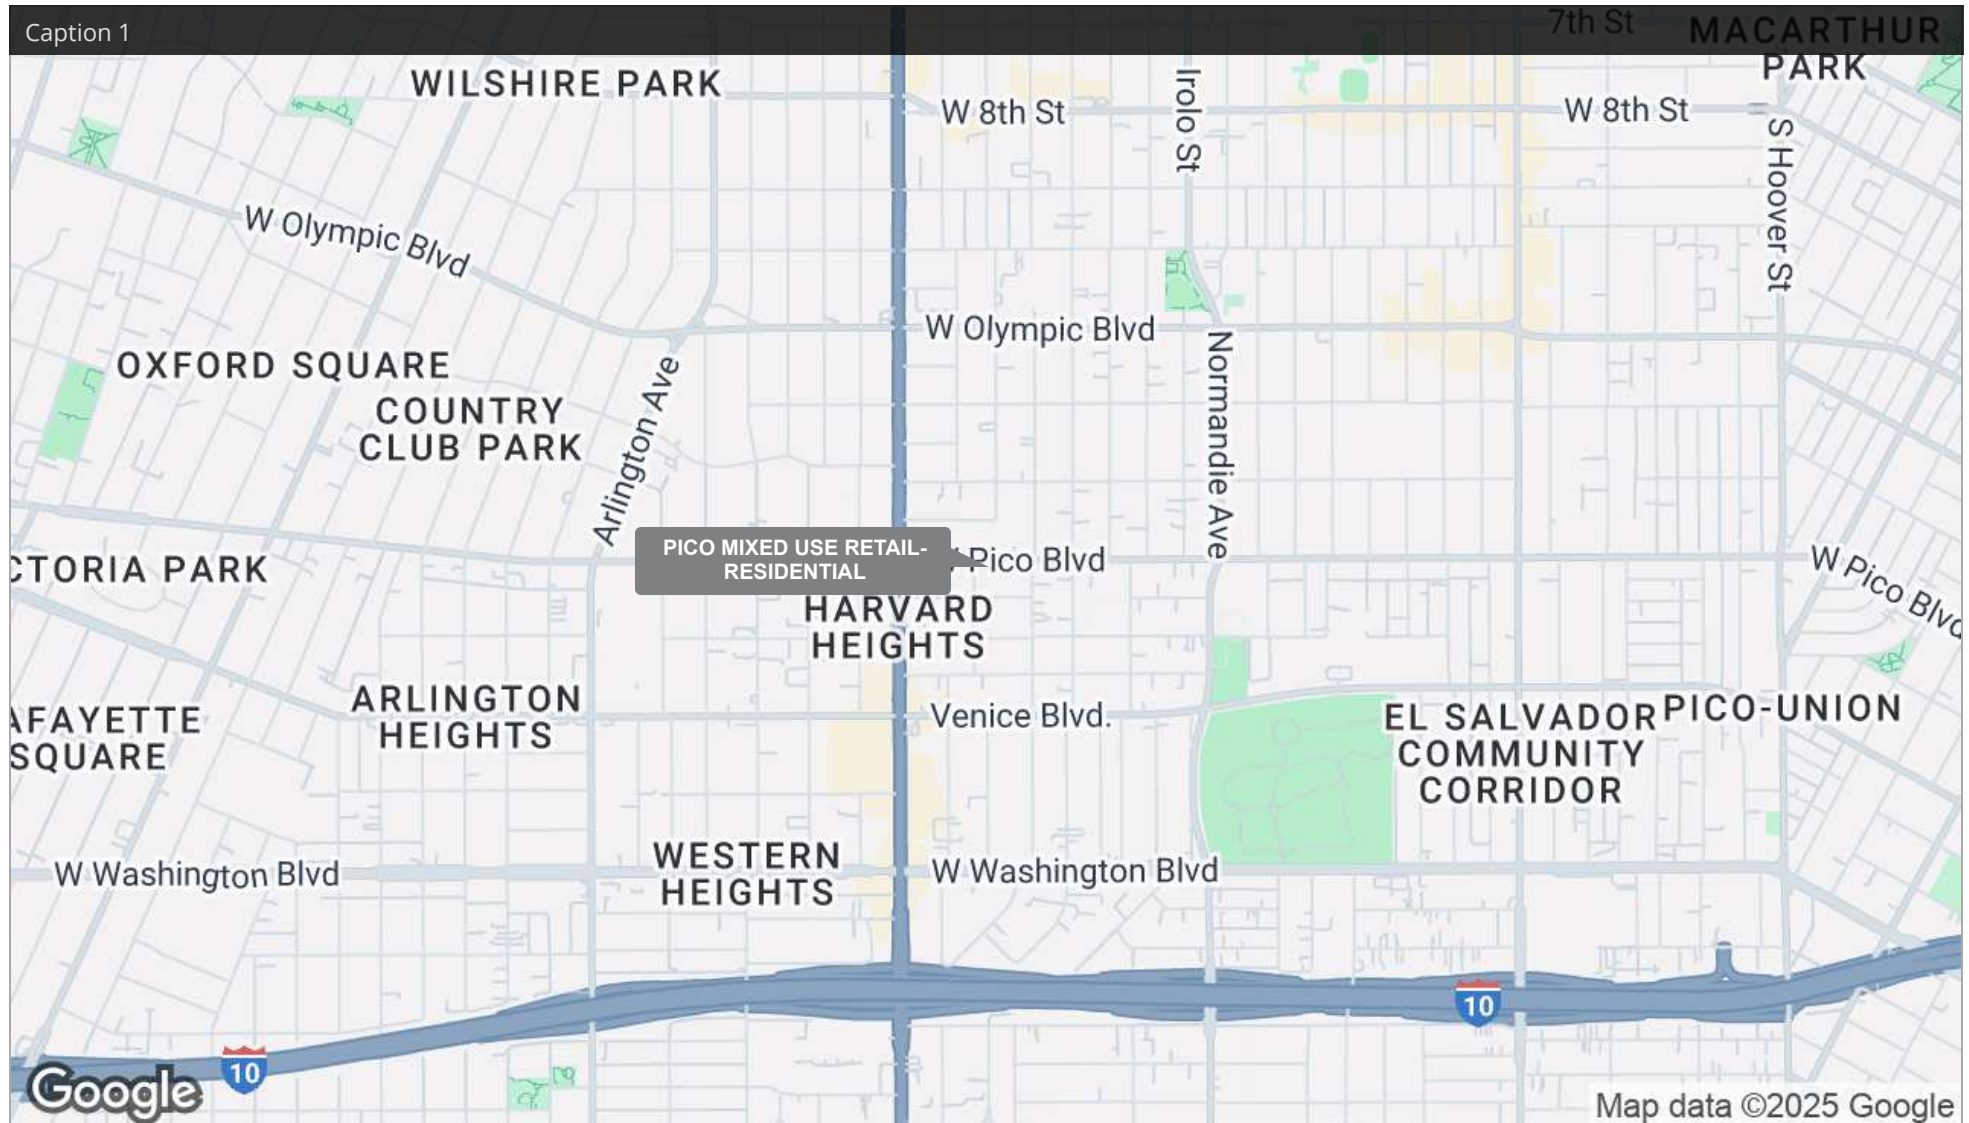 Caption 1
7th St
MACARTHUR
PARK
WILSHIRE PARK
W 8th St
Irolo St
W 8th St
S Hoover St
W Olympic Blvd
W Olympic Blvd
OXFORD SQUARE
COUNTRY
CLUB PARK
Arlington Ave
Normandie Ave
PICO MIXED USE RETAIL-
RESIDENTIAL
Pico Blvd
W Pico Blvd
CTORIA PARK
HARVARD
HEIGHTS
ARLINGTON
HEIGHTS
AFAYETTE
SQUARE
Venice Blvd.
EL SALVADOR
COMMUNITY
CORRIDOR
PICO-UNION
WESTERN
HEIGHTS
W Washington Blvd
W Washington Blvd
10
10
Google
Map data ©2025 Google